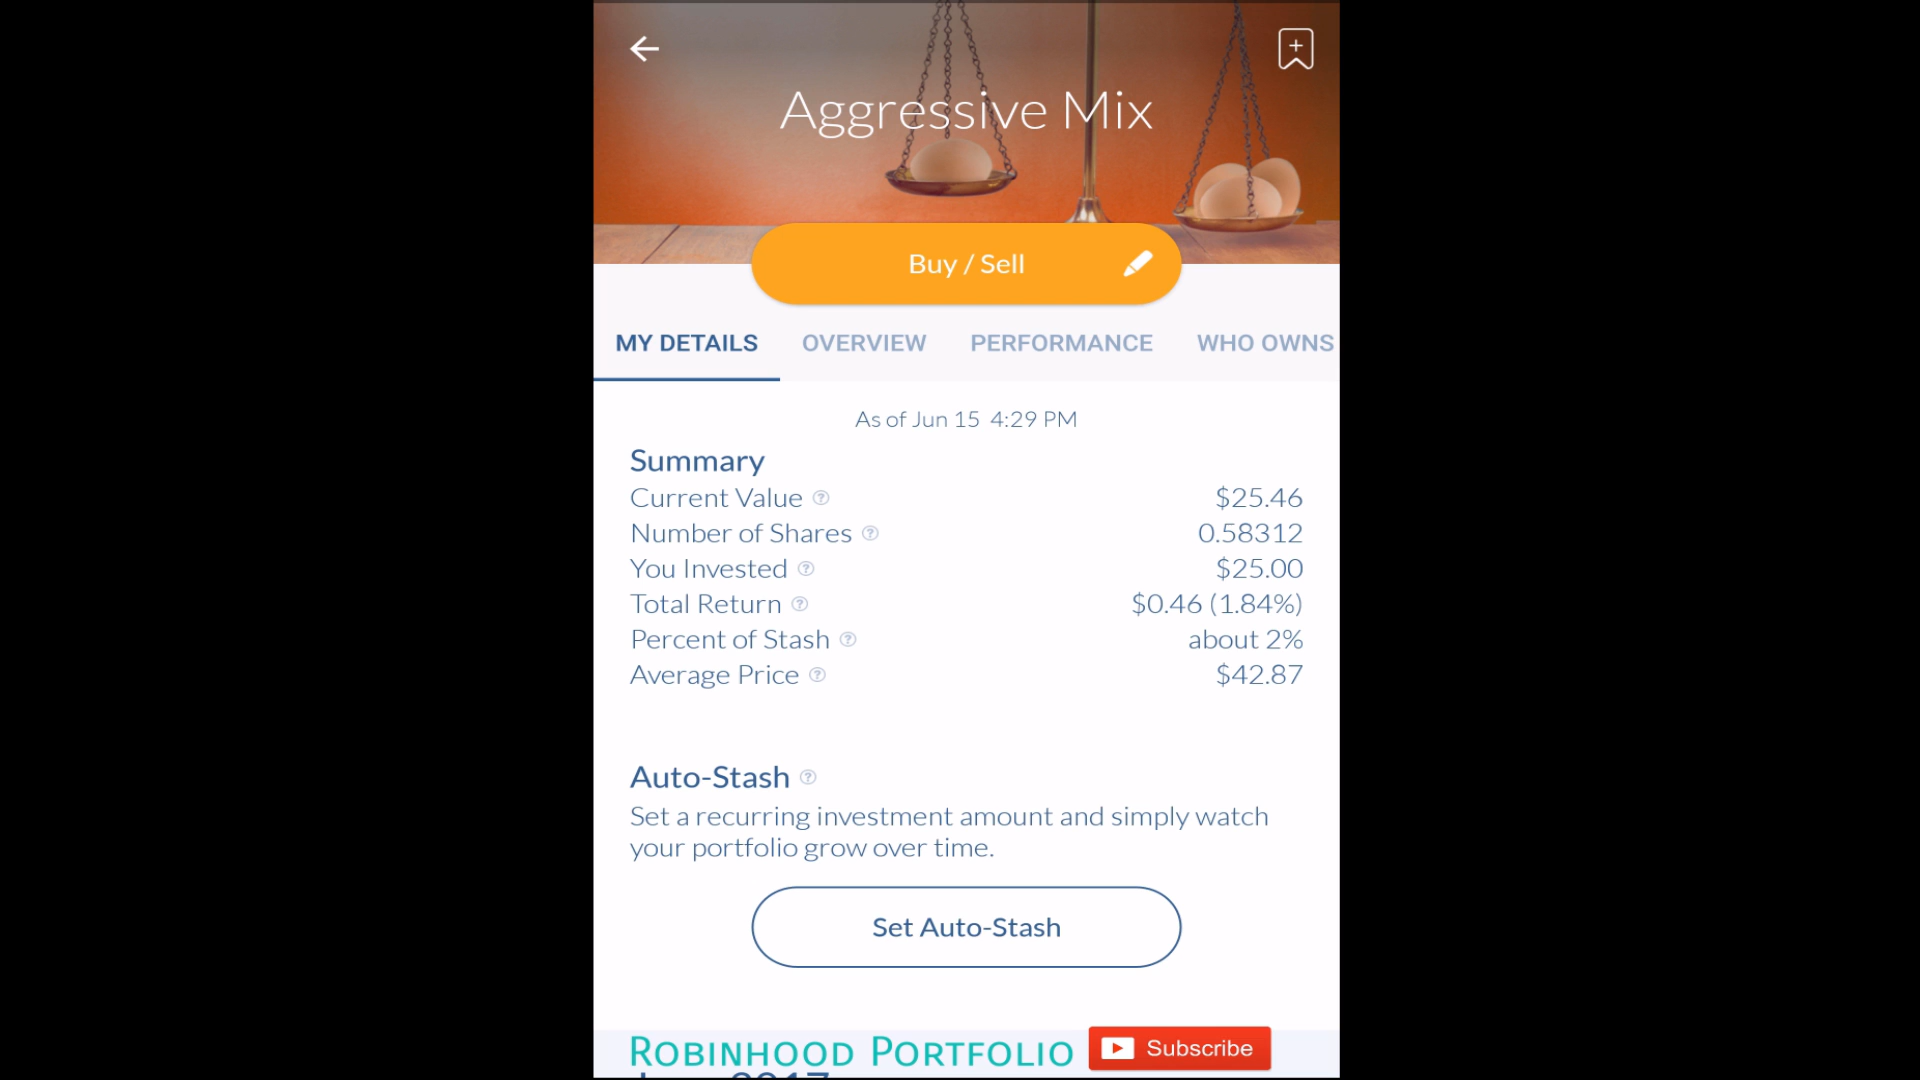 Aggressive Mix
Buy / Sell
MY DETAILS OVERVIEW PERFORMANCE WHO OWNS
As of Jun 15 4:29 PM
Summary
Current Value ? $25.46
Number of Shares ? 0.58312
You Invested ? $25.00
Total Return ? $0.46 (1.84%)
Percent of Stash ? about 2%
Average Price ? $42.87
Auto-Stash ?
Set a recurring investment amount and simply watch
your portfolio grow over time.
Set Auto-Stash
ROBINHOOD PORTFOLIO Subscribe